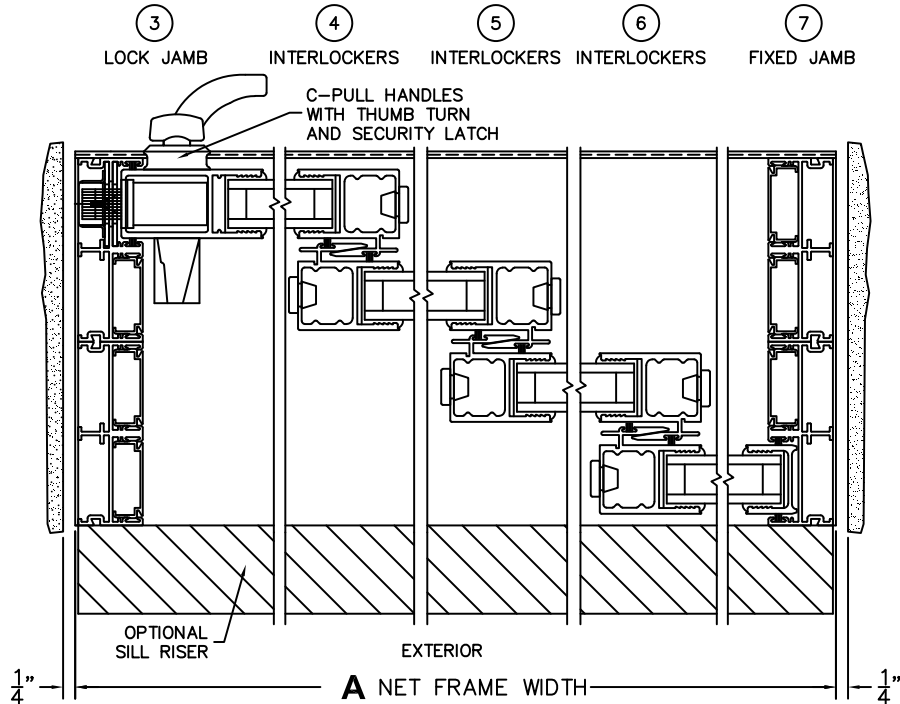 3 4 5 6 7
LOCK JAMB INTERLOCKERS INTERLOCKERS INTERLOCKERS FIXED JAMB
C-PULL HANDLES
WITH THUMB TURN
AND SECURITY LATCH
OPTIONAL
SILL RISER
EXTERIOR
1/4" A NET FRAME WIDTH 1/4"